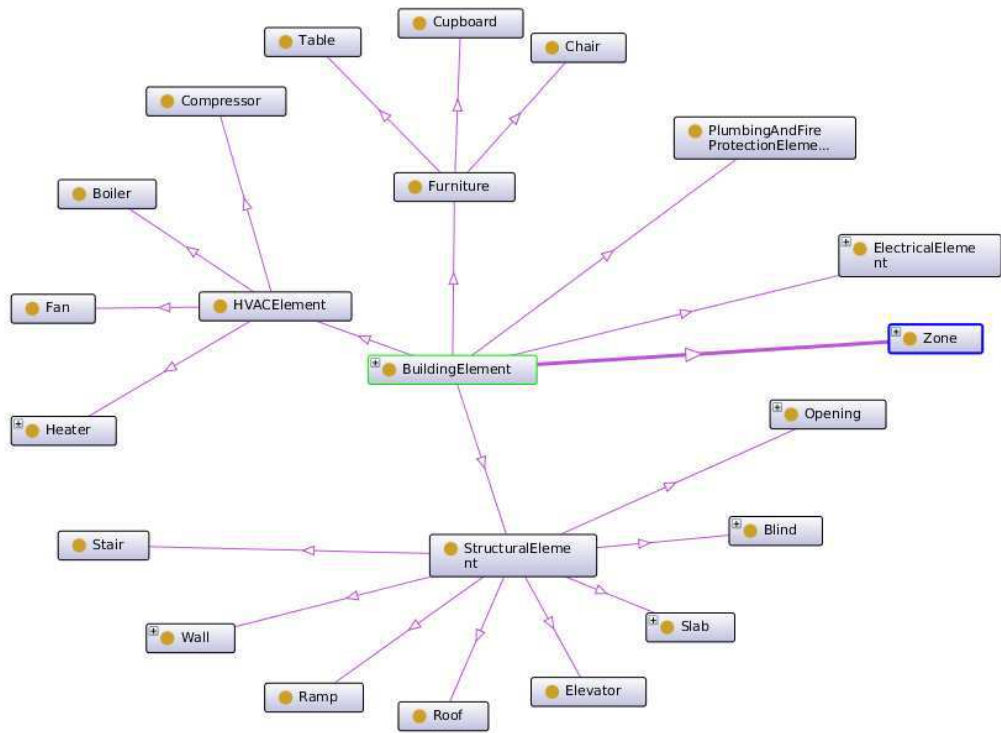 Cupboard
Table
Chair
Compressor
PlumbingAndFire
ProtectionEleme...
Furniture
Boiler
ElectricalEleme
nt
HVACElement
Fan
Zone
BuildingElement
Opening
Heater
Blind
Stair
StructuralEleme
nt
Slab
Wall
Elevator
Ramp
Roof